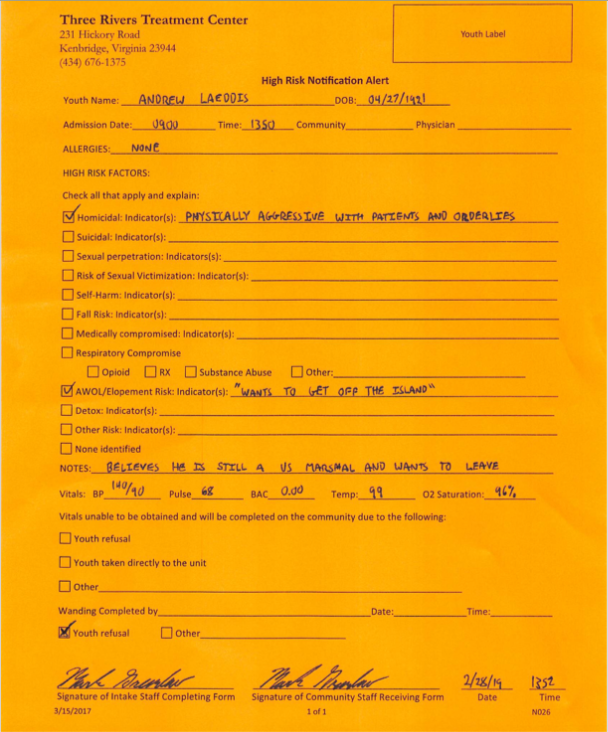 Three Rivers Treatment Center
231 Hickory Road
Kenbridge, Virginia 23944
(434) 676-1375
Youth Label
High Risk Notification Alert
Youth Name: ANDREW LAEDDIS DOB: 04/27/1921
Admission Date: 0900 Time: 1350 Community Physician
ALLERGIES: NONE
HIGH RISK FACTORS:
Check all that apply and explain:
Homicidal: Indicator(s): PHYSICALLY AGGRESSIVE WITH PATIENTS AND ORDERLIES
Suicidal: Indicator(s):
Sexual perpetration: Indicators(s):
Risk of Sexual Victimization: Indicator(s):
Self-Harm: Indicator(s):
Fall Risk: Indicator(s):
Medically compromised: Indicator(s):
Respiratory Compromise
Opioid RX Substance Abuse Other:
AWOL/Elopement Risk: Indicator(s): "WANTS TO GET OFF THE ISLAND"
Detox: Indicator(s):
Other Risk: Indicator(s):
None identified
NOTES: BELIEVES HE IS STILL A US MARSHAL AND WANTS TO LEAVE
Vitals: BP 140/90 Pulse 68 BAC 0.00 Temp: 99 O2 Saturation: 96%
Vitals unable to be obtained and will be completed on the community due to the following:
Youth refusal
Youth taken directly to the unit
Other
Wanding Completed by Date: Time:
Youth refusal Other
2/28/19 1352
Signature of Intake Staff Completing Form Signature of Community Staff Receiving Form Date Time
3/15/2017 1 of 1 N026